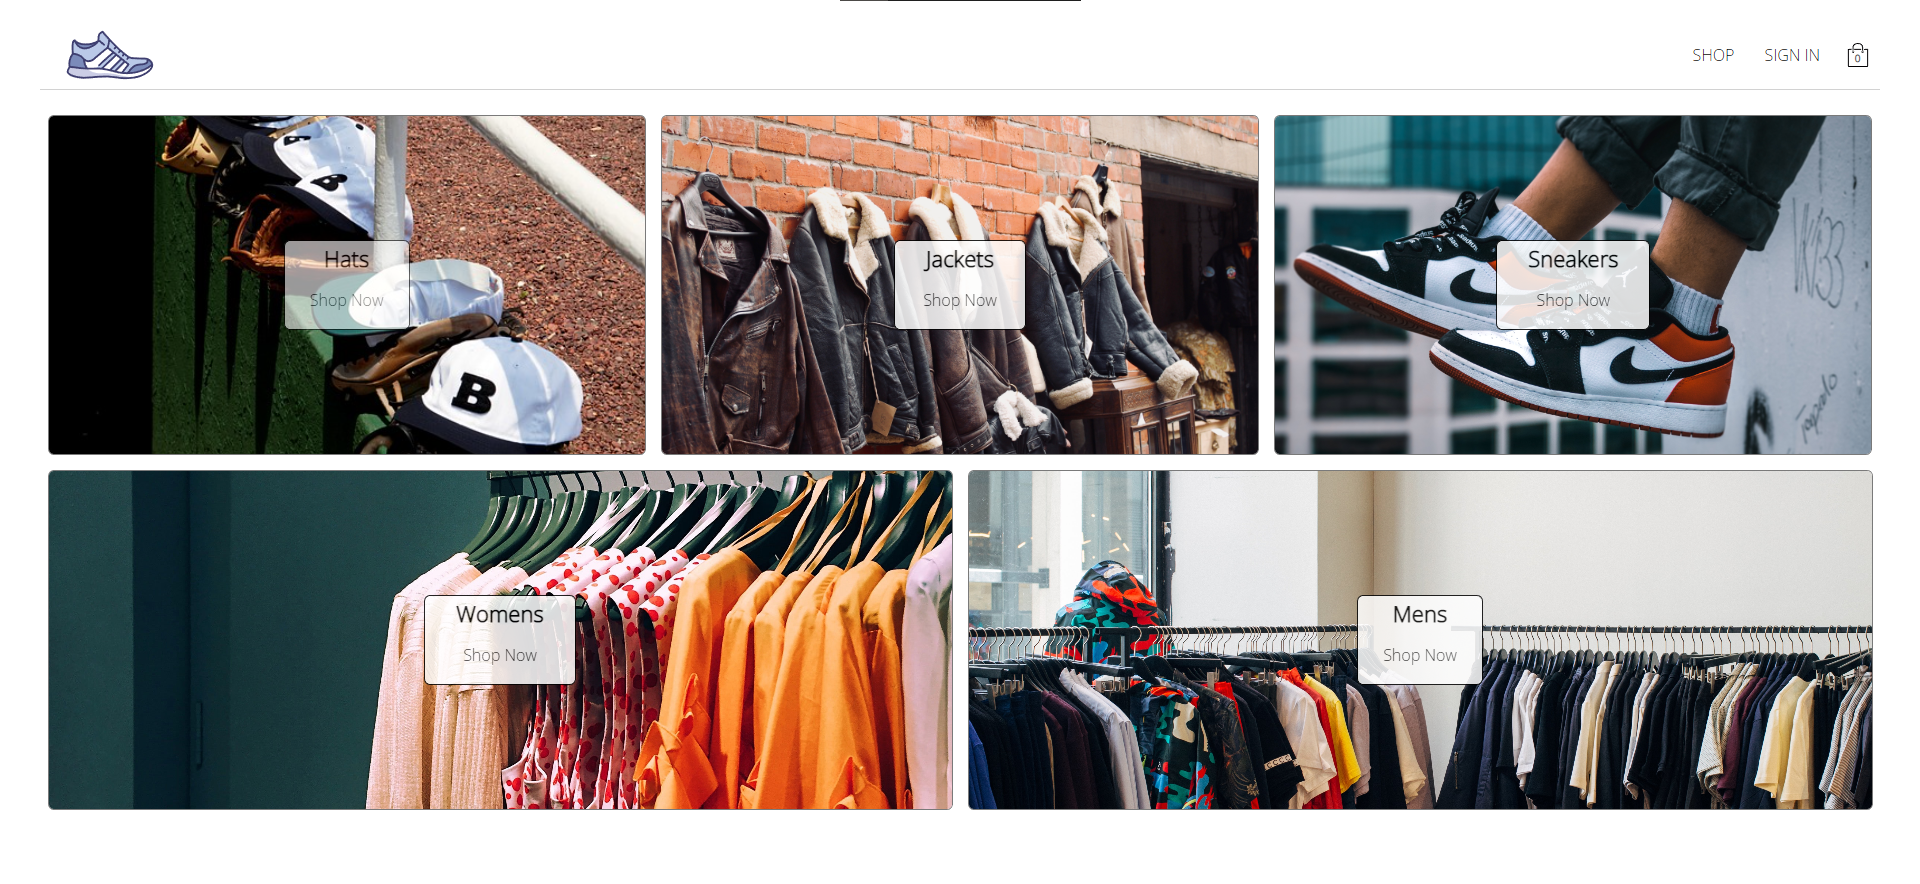 SHOP
SIGN IN
0
Hats
Shop Now
B
Jackets
Shop Now
Sneakers
Shop Now
Womens
Shop Now
Mens
Shop Now